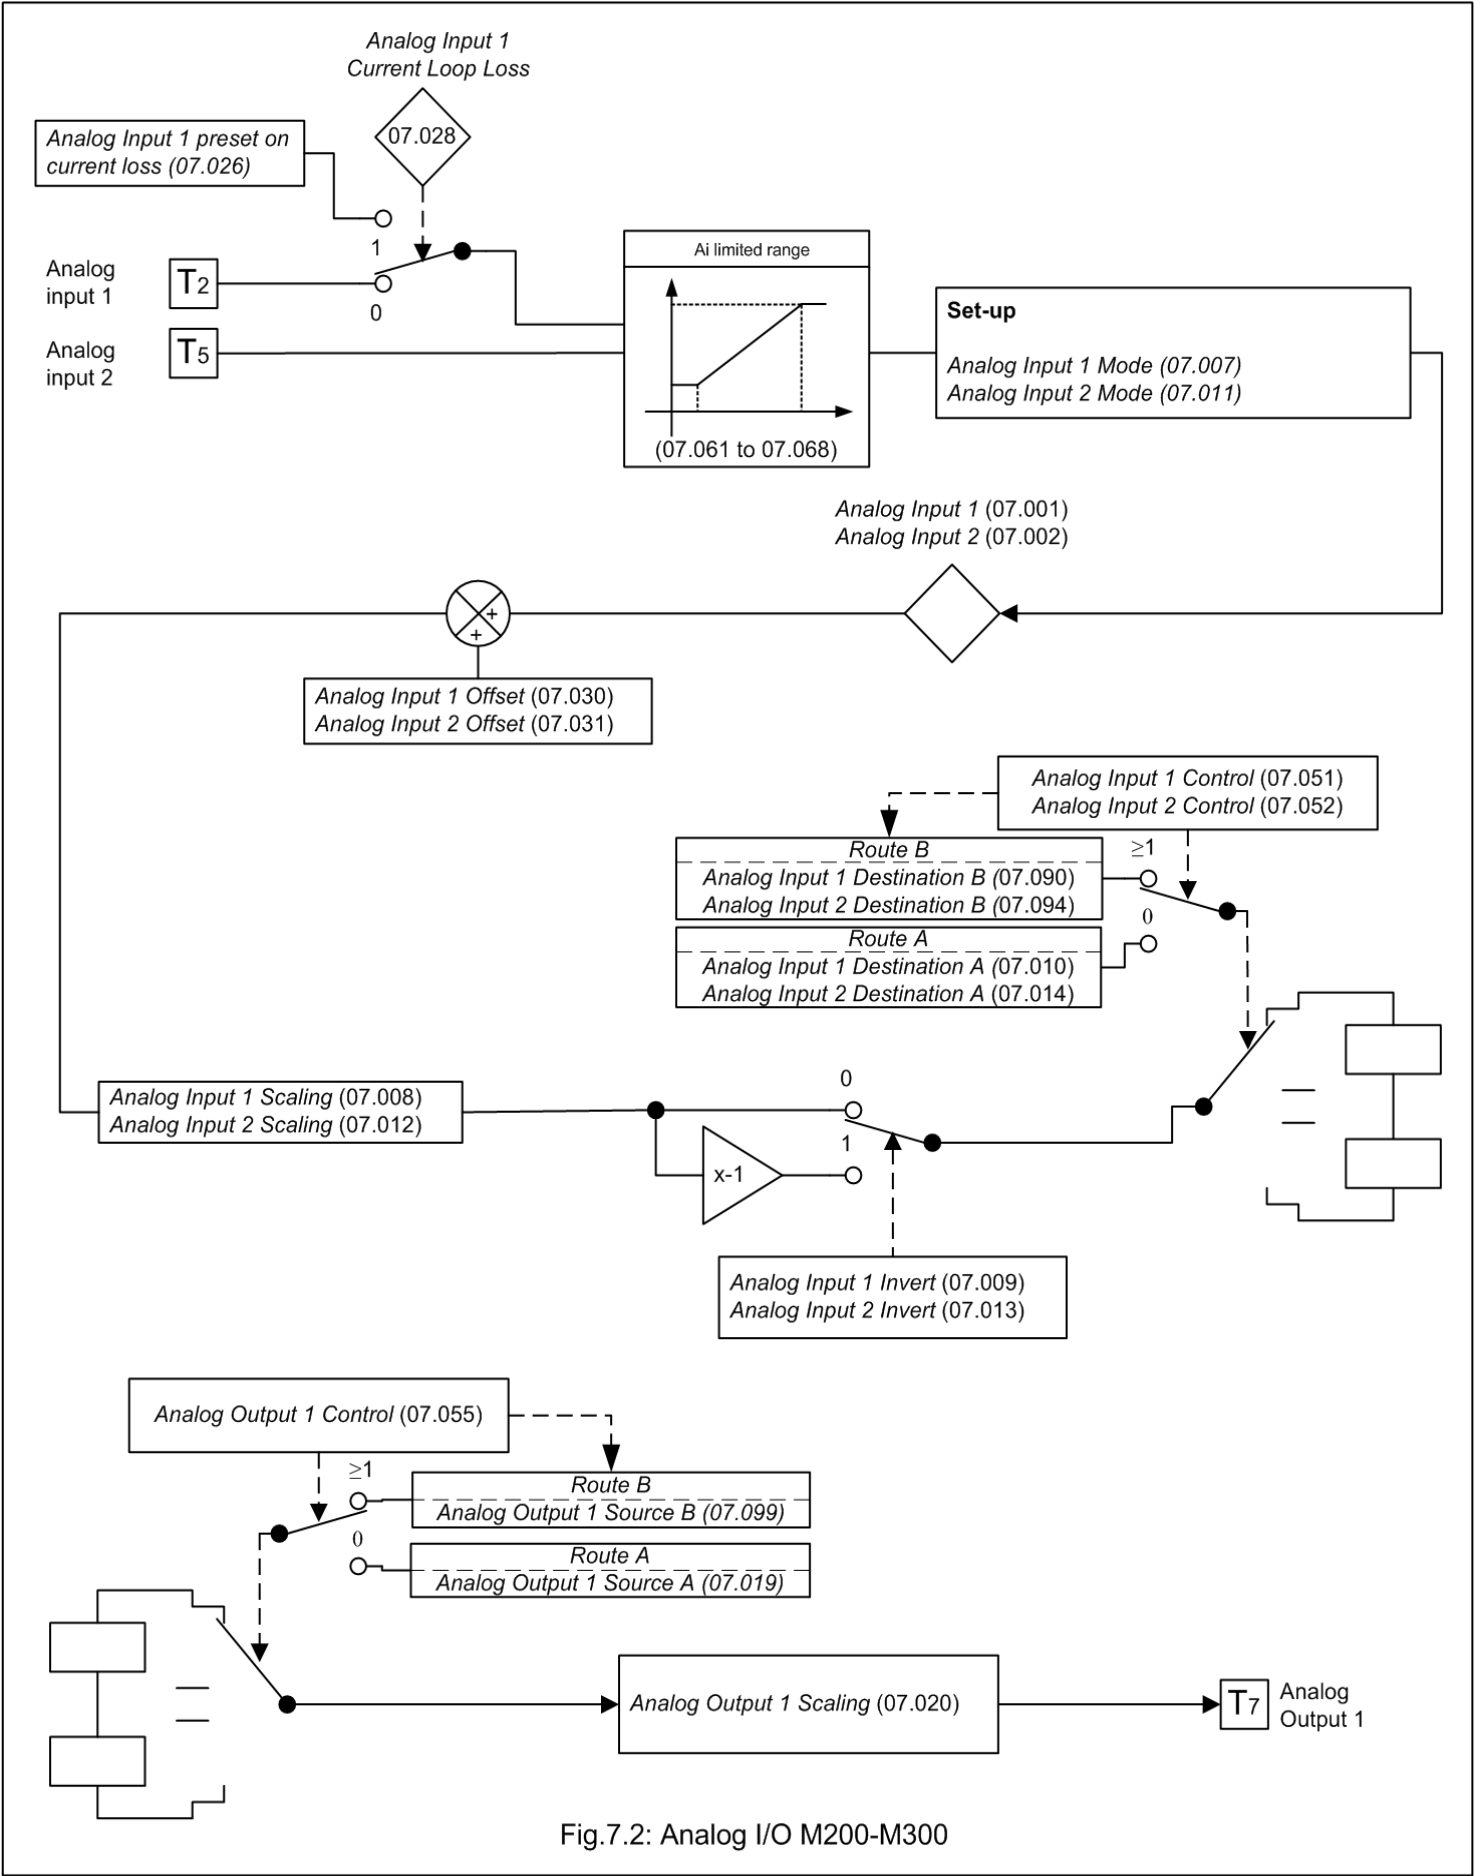 Analog Input 1
Current Loop Loss
07.028
Analog Input 1 preset on
current loss (07.026)
1
Analog
input 1
T2
0
Analog
input 2
T5
Ai limited range
(07.061 to 07.068)
Set-up
Analog Input 1 Mode (07.007)
Analog Input 2 Mode (07.011)
Analog Input 1 (07.001)
Analog Input 2 (07.002)
+
+
Analog Input 1 Offset (07.030)
Analog Input 2 Offset (07.031)
Analog Input 1 Control (07.051)
Analog Input 2 Control (07.052)
Route B
Analog Input 1 Destination B (07.090)
Analog Input 2 Destination B (07.094)
≥1
0
Route A
Analog Input 1 Destination A (07.010)
Analog Input 2 Destination A (07.014)
Analog Input 1 Scaling (07.008)
Analog Input 2 Scaling (07.012)
0
1
x-1
Analog Input 1 Invert (07.009)
Analog Input 2 Invert (07.013)
Analog Output 1 Control (07.055)
≥1
0
Route B
Analog Output 1 Source B (07.099)
Route A
Analog Output 1 Source A (07.019)
Analog Output 1 Scaling (07.020)
T7
Analog
Output 1
Fig.7.2: Analog I/O M200-M300